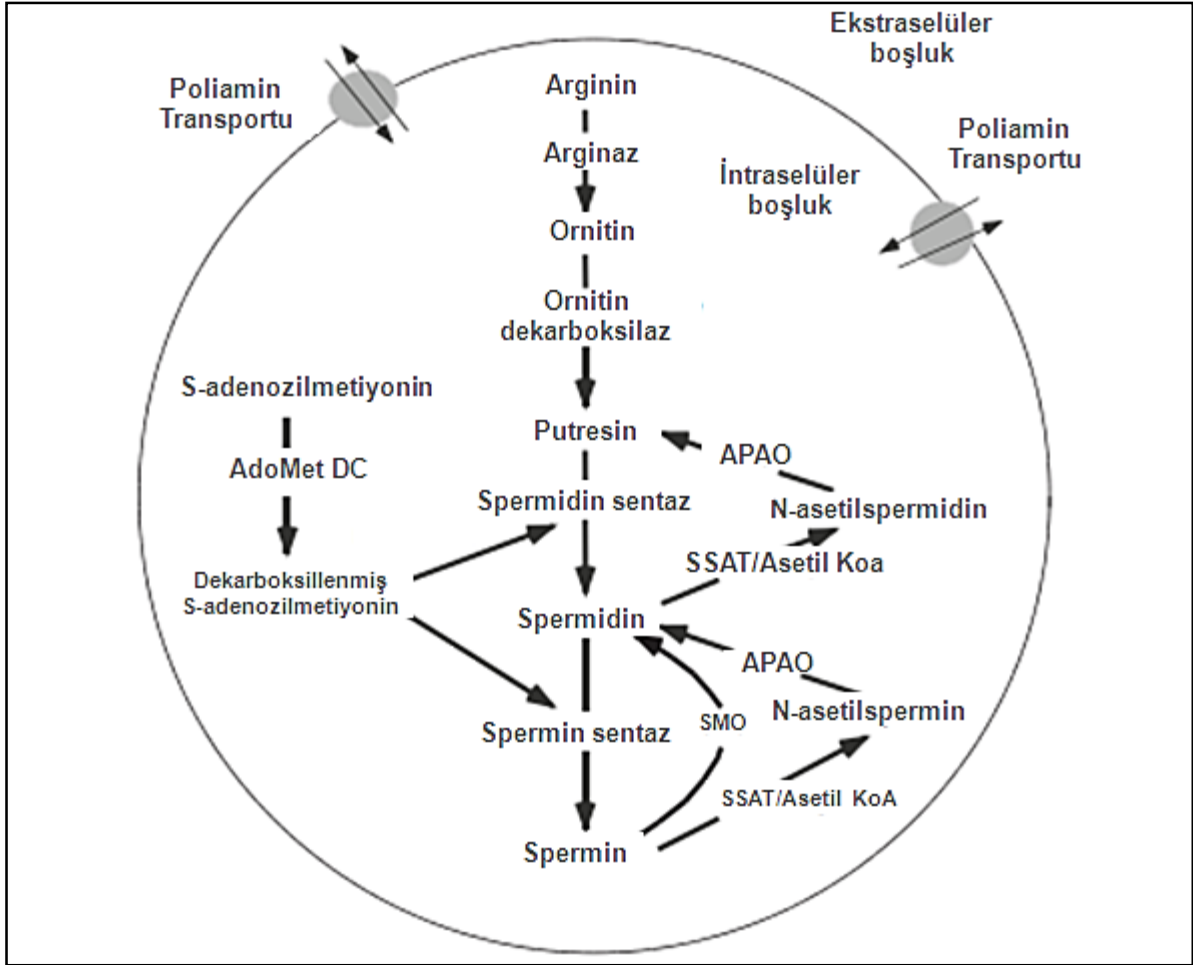 Ekstraselüler
boşluk
Poliamin
Transportu
Arginin
Poliamin
Transportu
Arginaz
İntraselüler
boşluk
Ornitin
Ornitin
dekarboksilaz
S-adenozilmetiyonin
Putresin
APAO
AdoMet DC
Spermidin sentaz
N-asetilspermidin
SSAT/Asetil Koa
Dekarboksillenmiş
S-adenozilmetiyonin
Spermidin
APAO
N-asetilspermin
SMO
Spermin sentaz
SSAT/Asetil KoA
Spermin